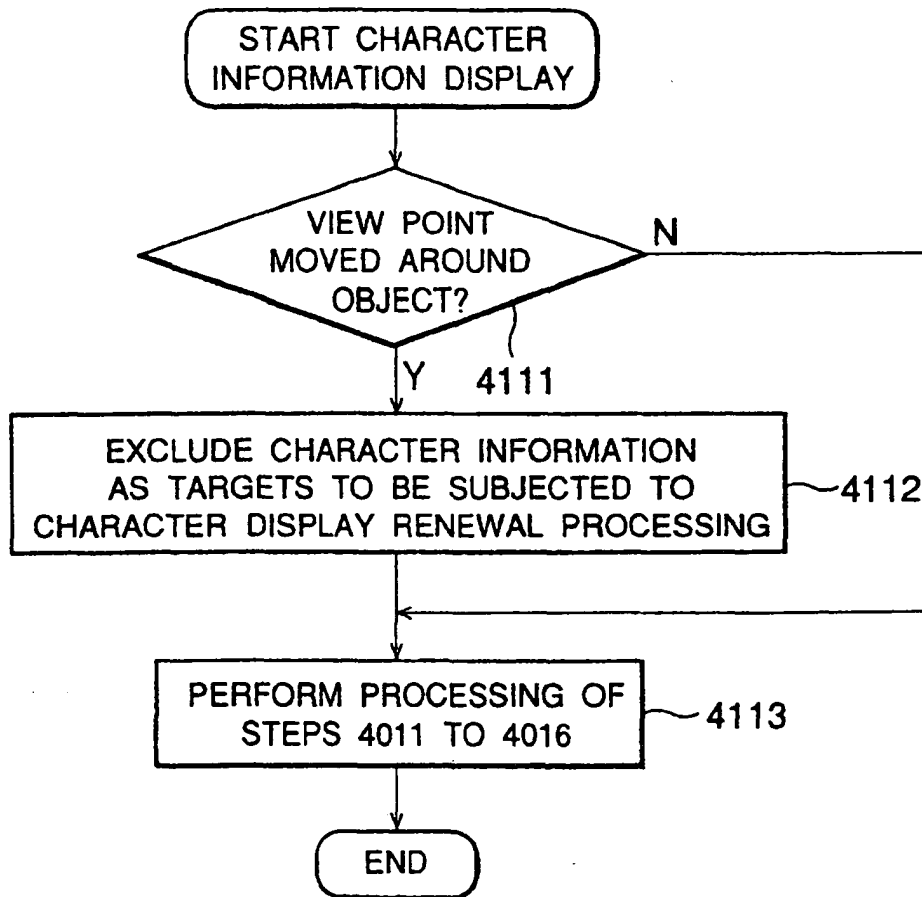 START CHARACTER
INFORMATION DISPLAY
VIEW POINT
MOVED AROUND
OBJECT?
N
4111
Y
EXCLUDE CHARACTER INFORMATION
AS TARGETS TO BE SUBJECTED TO
CHARACTER DISPLAY RENEWAL PROCESSING
4112
PERFORM PROCESSING OF
STEPS 4011 TO 4016
4113
END